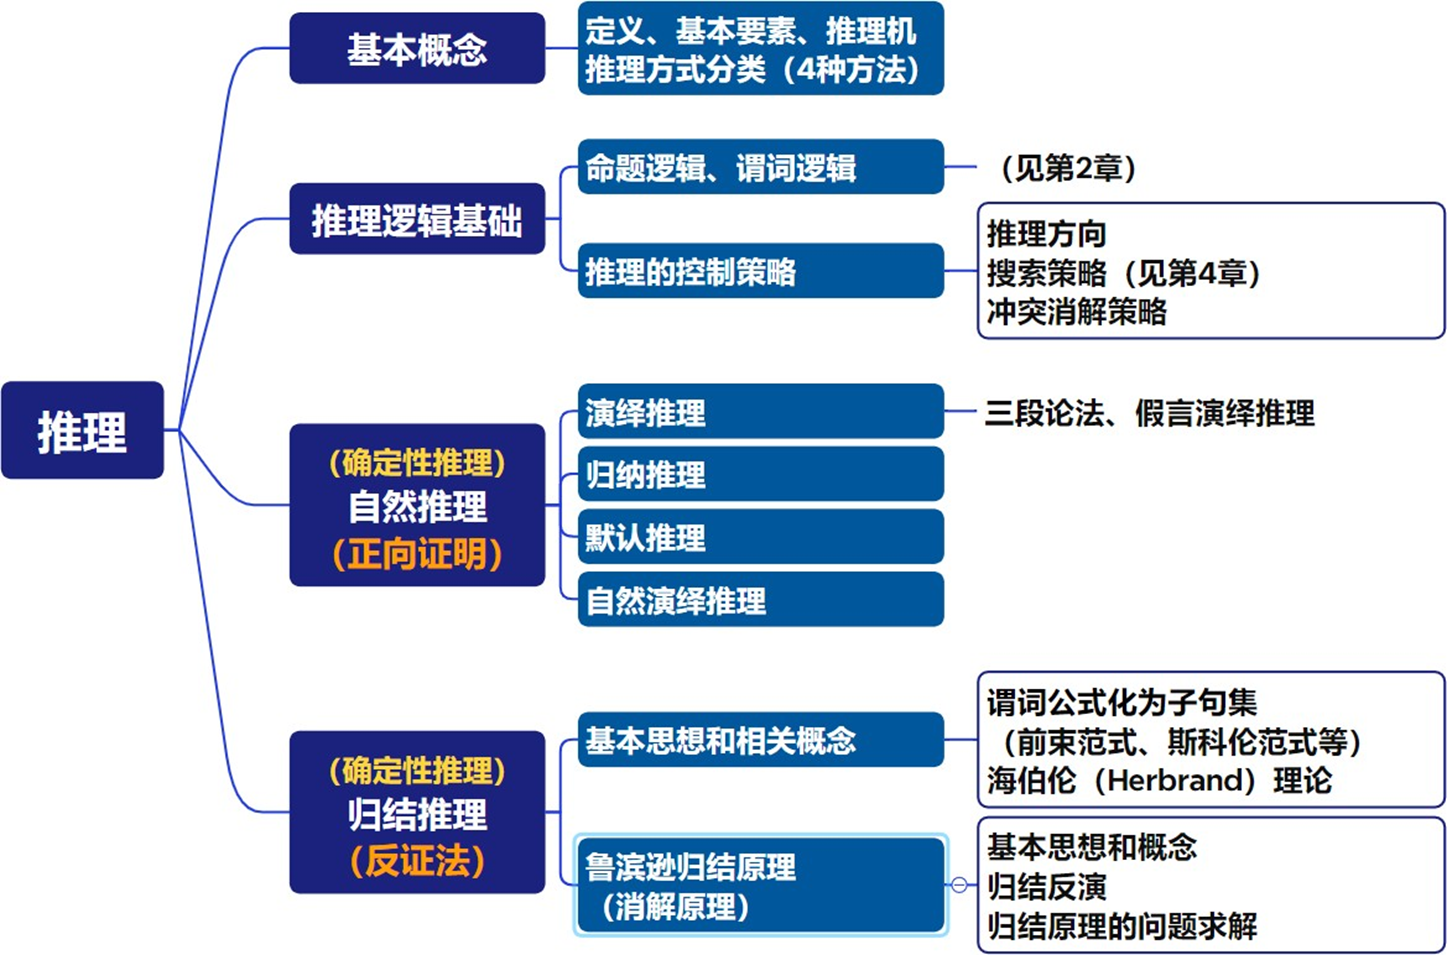 推理
基本概念
定义、基本要素、推理机
推理方式分类（4种方法）
推理逻辑基础
命题逻辑、谓词逻辑
（见第2章）
推理的控制策略
推理方向
搜索策略（见第4章）
冲突消解策略
（确定性推理）
自然推理
（正向证明）
演绎推理
三段论法、假言演绎推理
归纳推理
默认推理
自然演绎推理
（确定性推理）
归结推理
（反证法）
基本思想和相关概念
谓词公式化为子句集
（前束范式、斯科伦范式等）
海伯伦（Herbrand）理论
鲁滨逊归结原理
（消解原理）
基本思想和概念
归结反演
归结原理的问题求解